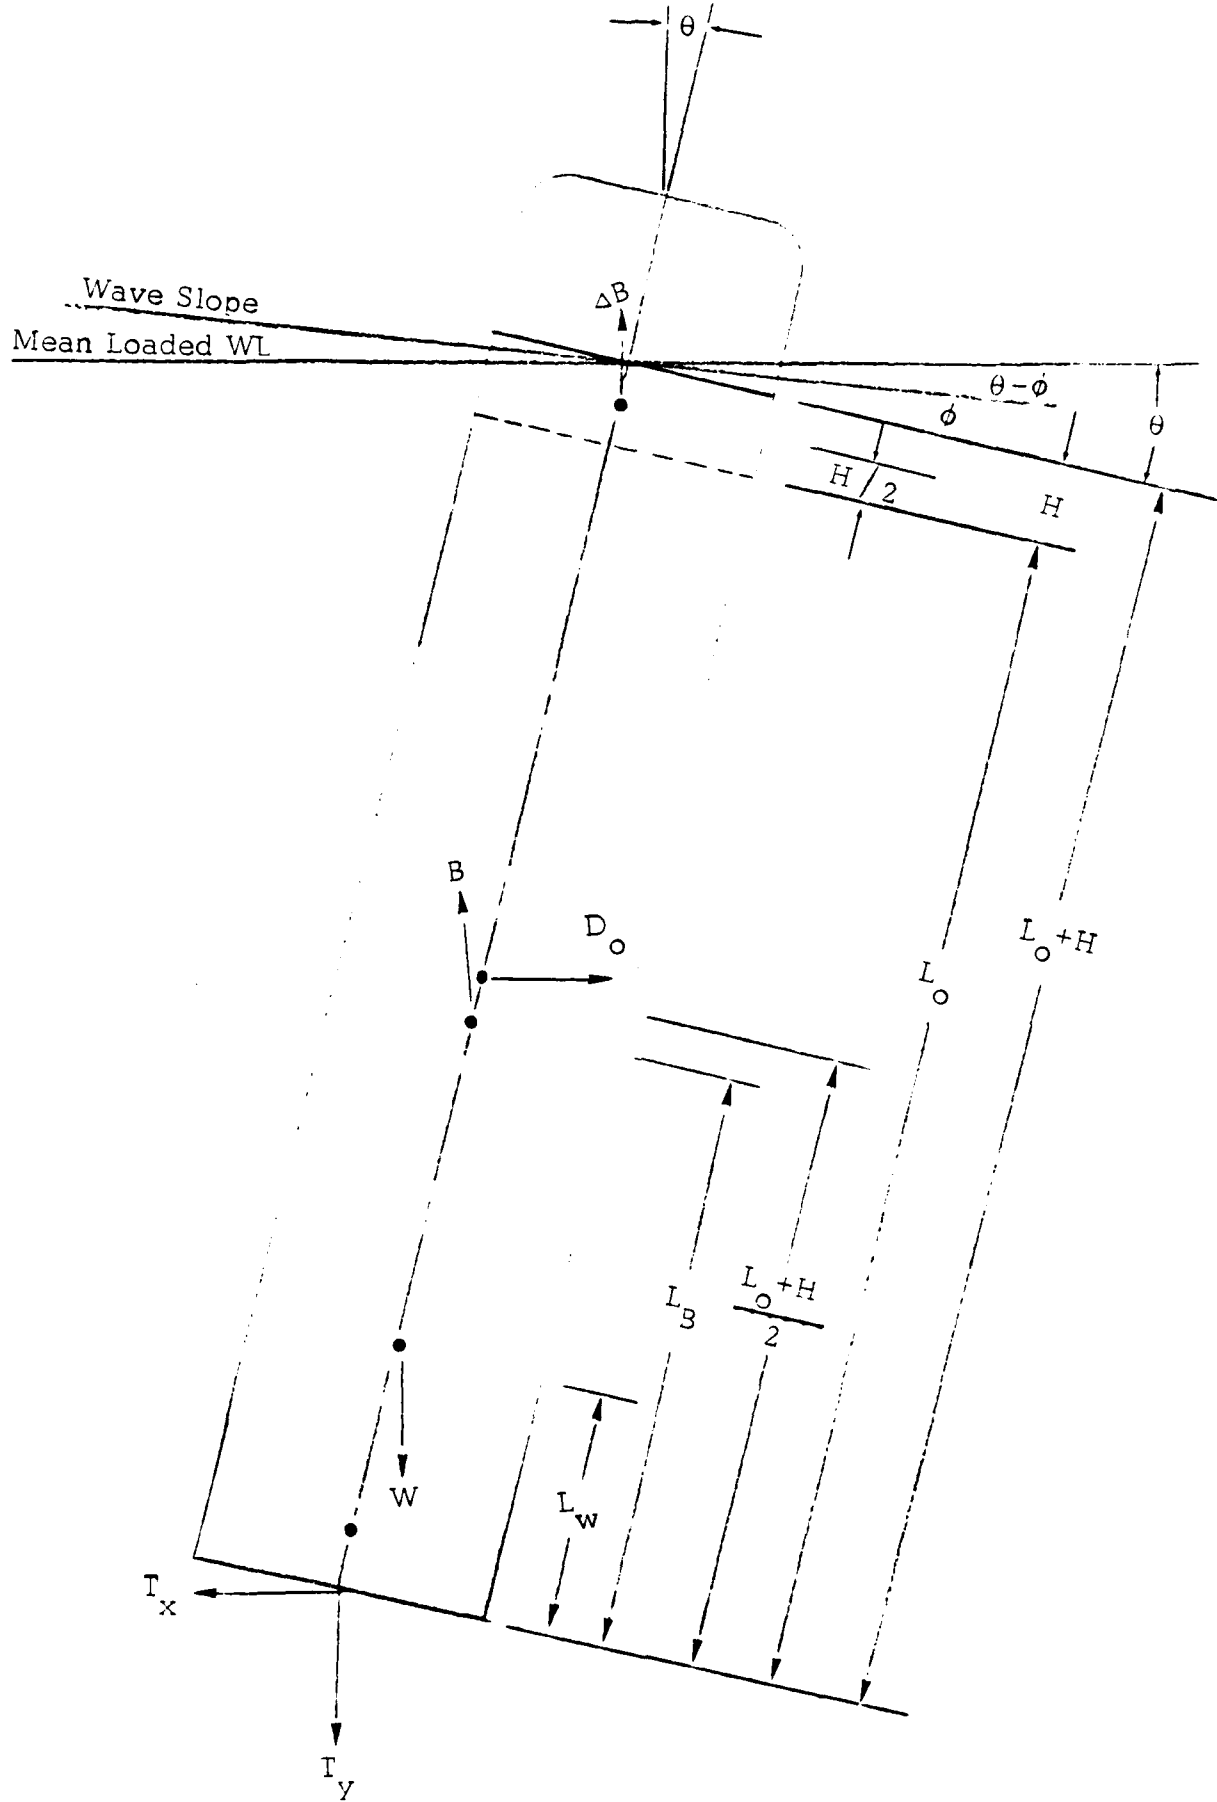 θ
Wave Slope
ΔB
Mean Loaded WL
θ-ϕ
ϕ
θ
H/2
H
B
D_o
L_o+H
L_o
L_B
L_o+H
2
L_w
W
T_x
T_y